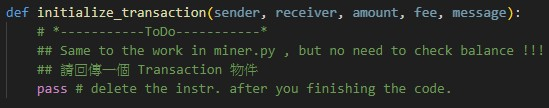 def initialize_transaction(sender, receiver, amount, fee, message):
# *-----------ToDo-----------*
## Same to the work in miner.py , but no need to check balance !!!
## 請回傳一個 Transaction 物件
pass # delete the instr. after you finishing the code.